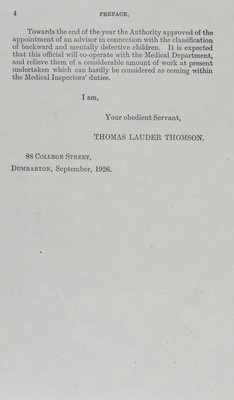 4 PREFACE.
Towards the end of the year the Authority approved of the
appointment of an advisor in connection with the classification
of backward and mentally defective children. It is expected
that this official will co-operate with the Medical Department,
and relieve them of a considerable amount of work at present
undertaken which can hardly be considered as coming within
the Medical Inspectors' duties.
I am,
Your obedient Servant,
THOMAS LAUDER THOMSON.
88 COLLEGE STREET,
DUMBARTON, September, 1926.